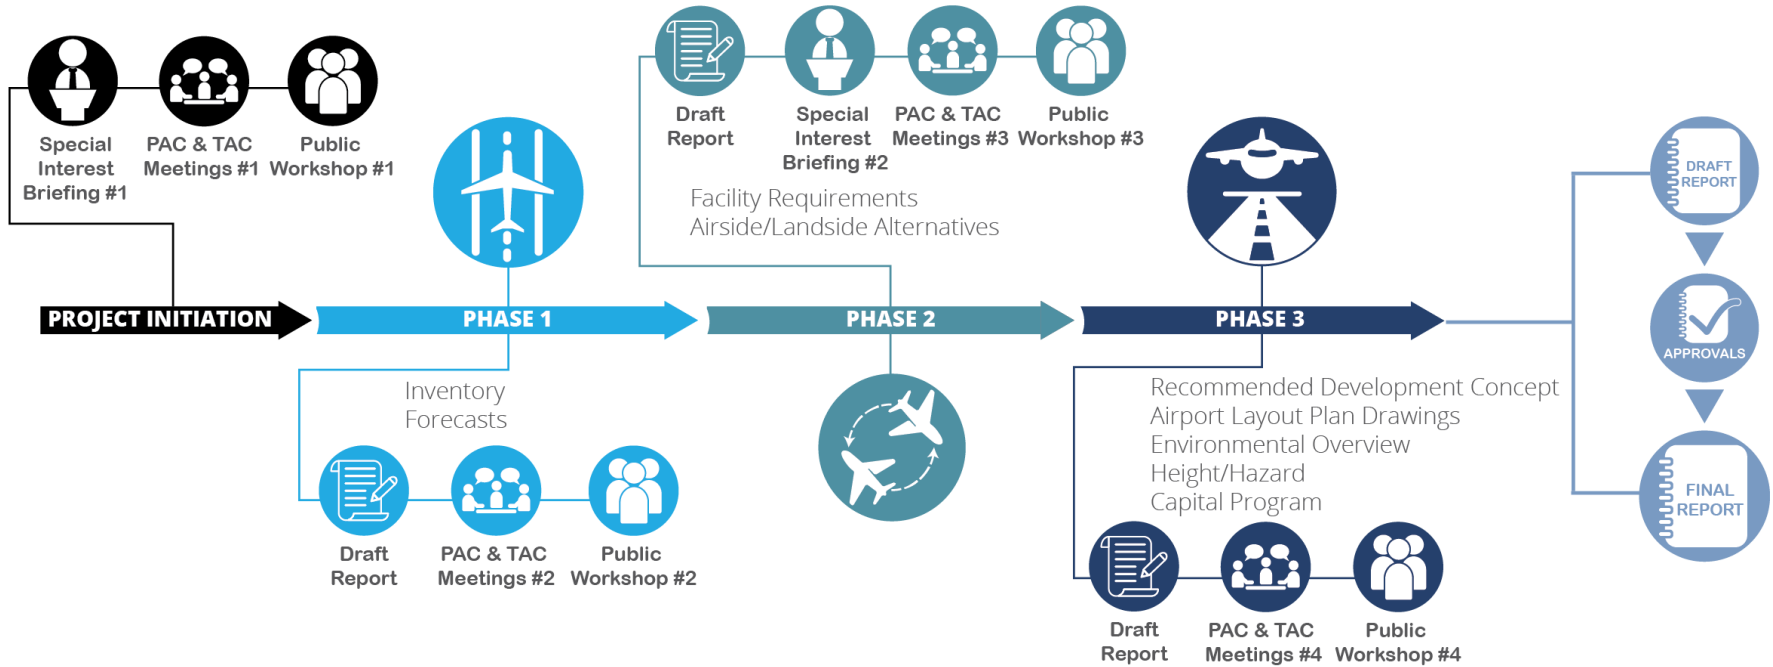 Special
Interest
Briefing #1
PAC & TAC
Meetings #1
Public
Workshop #1
PROJECT INITIATION
PHASE 1
Inventory
Forecasts
Draft
Report
PAC & TAC
Meetings #2
Public
Workshop #2
Draft
Report
Special
Interest
Briefing #2
PAC & TAC
Meetings #3
Public
Workshop #3
Facility Requirements
Airside/Landside Alternatives
PHASE 2
PHASE 3
Recommended Development Concept
Airport Layout Plan Drawings
Environmental Overview
Height/Hazard
Capital Program
Draft
Report
PAC & TAC
Meetings #4
Public
Workshop #4
DRAFT
REPORT
APPROVALS
FINAL
REPORT